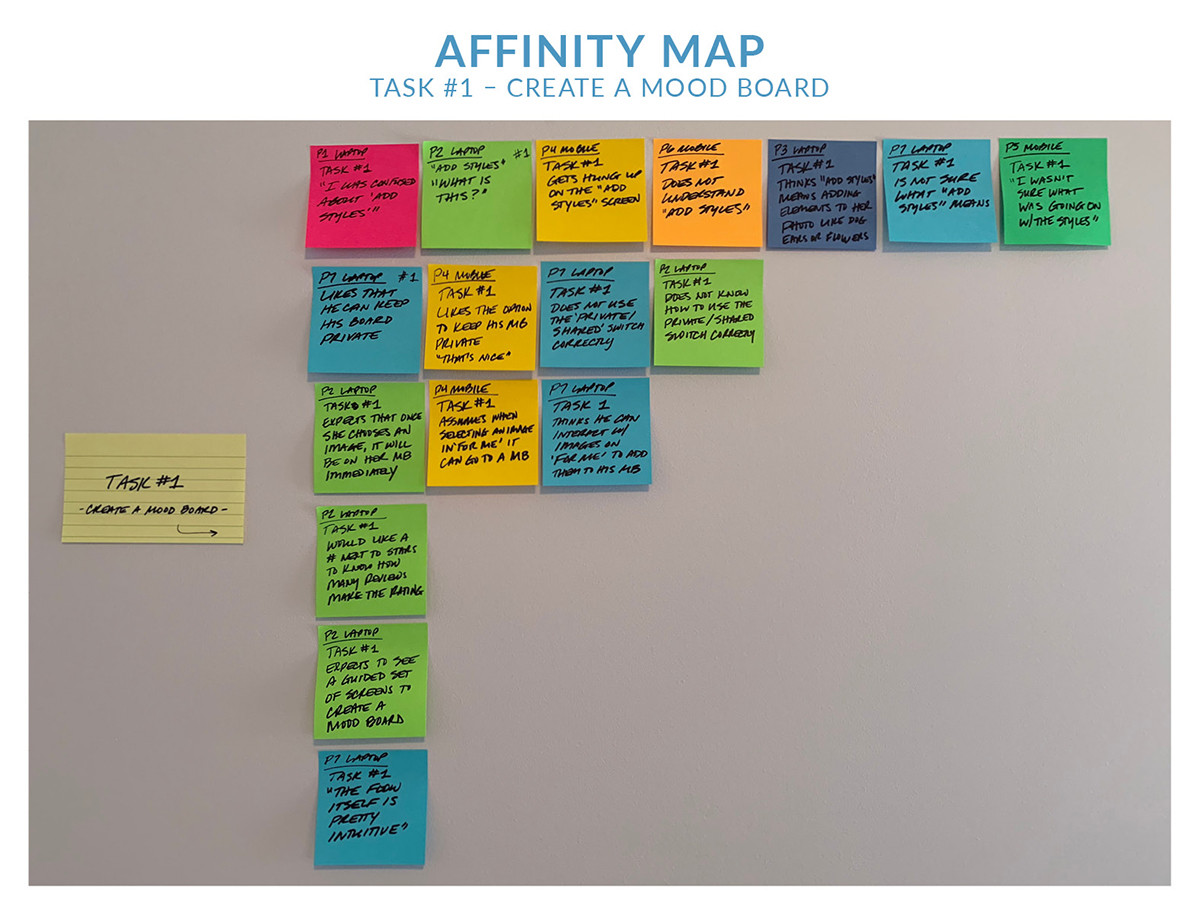 AFFINITY MAP
TASK #1 – CREATE A MOOD BOARD
P1 LAPTOP
TASK #1
"I WAS CONFUSED
ABOUT 'ADD
STYLES'"
P2 LAPTOP #1
"ADD STYLES"
"WHAT IS
THIS?"
P4 MOBILE
TASK #1
GETS HUNG UP
ON THE "ADD
STYLES" SCREEN
P6 MOBILE
TASK #1
DOES NOT
UNDERSTAND
"ADD STYLES"
P3 LAPTOP
TASK #1
THINKS "ADD STYLES"
MEANS ADDING
ELEMENTS TO HER
PHOTO LIKE DOG
EARS OR FLOWERS
P7 LAPTOP
TASK #1
IS NOT SURE
WHAT "ADD
STYLES" MEANS
P5 MOBILE
TASK #1
"I WASN'T
SURE WHAT
WAS GOING ON
W/THE STYLES"
P7 LAPTOP #1
LIKES THAT
HE CAN KEEP
HIS BOARD
PRIVATE
P4 MOBILE
TASK #1
LIKES THE OPTION
TO KEEP HIS MB
PRIVATE
"THAT'S NICE"
P7 LAPTOP
TASK #1
DOES NOT USE
THE 'PRIVATE/
SHARED' SWITCH
CORRECTLY
P2 LAPTOP
TASK #1
DOES NOT KNOW
HOW TO USE THE
PRIVATE/SHARED
SWITCH CORRECTLY
P2 LAPTOP
TASK #1
EXPECTS THAT ONCE
SHE CHOOSES AN
IMAGE, IT WILL
BE ON HER MB
IMMEDIATELY
P4 MOBILE
TASK #1
ASSUMES WHEN
SELECTING AN IMAGE
IN 'FOR ME' IT
CAN GO TO A MB
P7 LAPTOP
TASK 1
THINKS HE CAN
INTERACT W/
IMAGES ON
'FOR ME' TO ADD
THEM TO HIS MB
TASK #1
-CREATE A MOOD BOARD-
P2 LAPTOP
TASK #1
WOULD LIKE A
# NEXT TO STARS
TO KNOW HOW
MANY REVIEWS
MAKE THE RATING
P2 LAPTOP
TASK #1
EXPECTS TO SEE
A GUIDED SET
OF SCREENS TO
CREATE A
MOOD BOARD
P7 LAPTOP
TASK #1
"THE FORM
ITSELF IS
PRETTY
INTUITIVE"